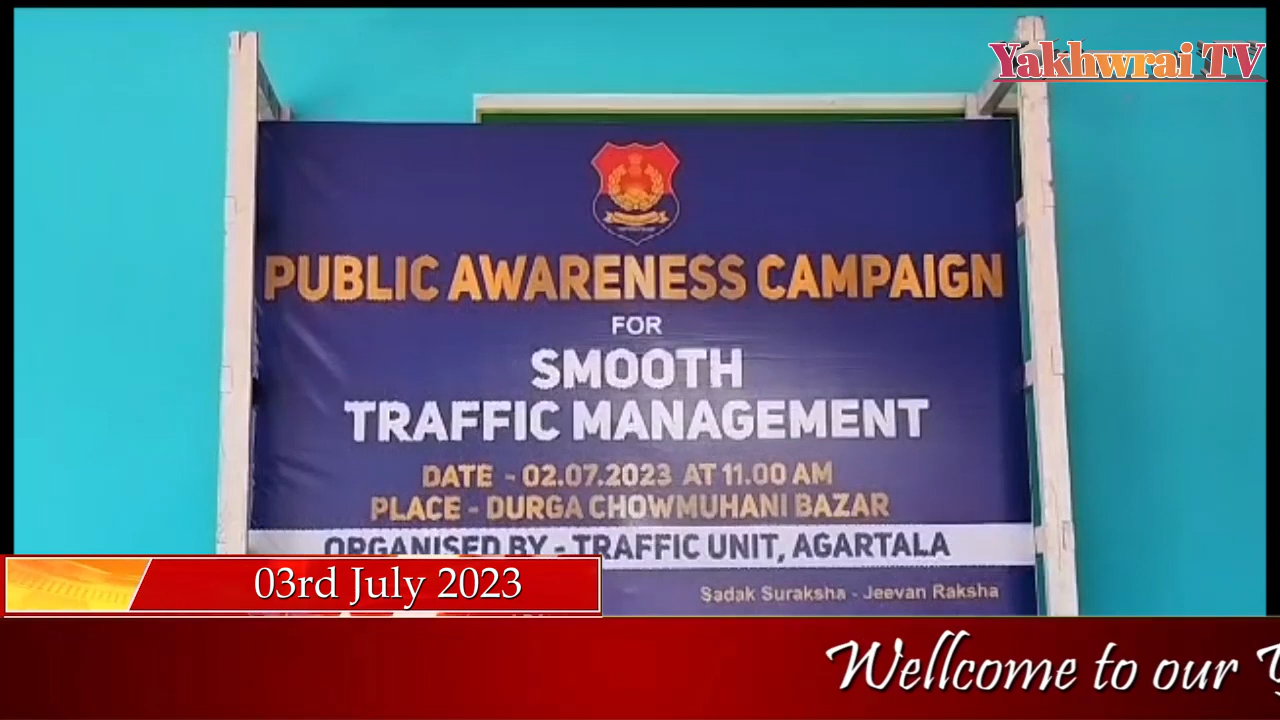 Yakhwrai TV
PUBLIC AWARENESS CAMPAIGN
FOR
SMOOTH
TRAFFIC MANAGEMENT
DATE - 02.07.2023 AT 11.00 AM
PLACE - DURGA CHOWMUHANI BAZAR
ORGANISED BY - TRAFFIC UNIT, AGARTALA
Sadak Suraksha - Jeevan Raksha
03rd July 2023
Wellcome to our